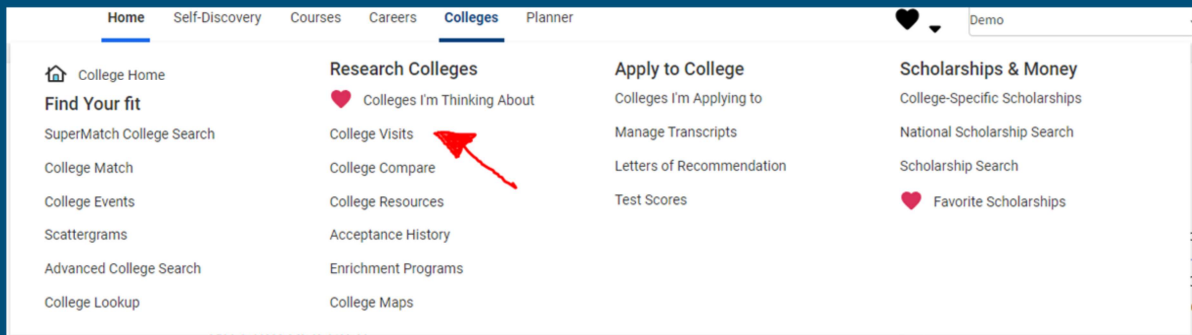 Home Self-Discovery Courses Careers Colleges Planner Demo
College Home
Find Your fit
SuperMatch College Search
College Match
College Events
Scattergrams
Advanced College Search
College Lookup
Research Colleges
Colleges I'm Thinking About
College Visits
College Compare
College Resources
Acceptance History
Enrichment Programs
College Maps
Apply to College
Colleges I'm Applying to
Manage Transcripts
Letters of Recommendation
Test Scores
Scholarships & Money
College-Specific Scholarships
National Scholarship Search
Scholarship Search
Favorite Scholarships